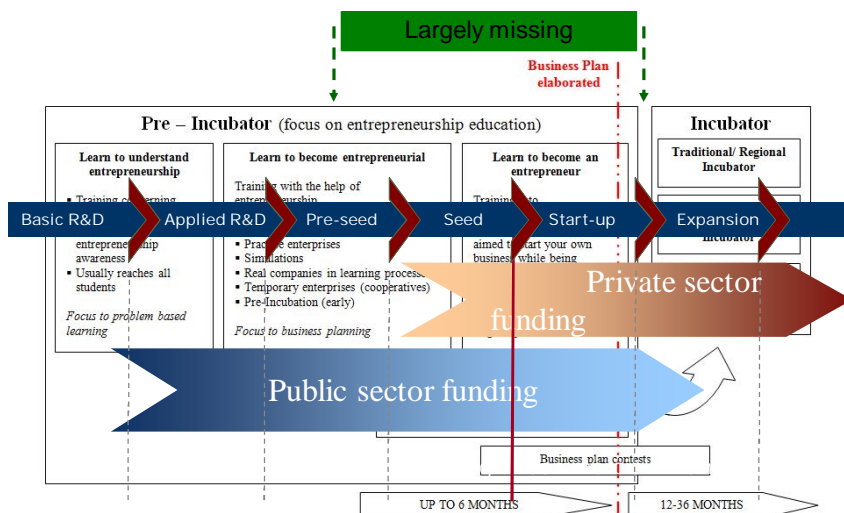 Largely missing
Business Plan
elaborated
Pre – Incubator (focus on entrepreneurship education)
Incubator
Learn to understand
entrepreneurship
Learn to become entrepreneurial
Learn to become an
entrepreneur
Traditional/ Regional
Incubator
Training with the help of
Basic R&D
Applied R&D
Pre-seed
Seed
Start-up
Expansion
entrepreneurship
awareness
▪ Usually reaches all
students
Focus to problem based
learning
▪ Practice enterprises
▪ Simulations
▪ Real companies in learning processes
▪ Temporary enterprises (cooperatives)
▪ Pre-Incubation (early)
Focus to business planning
aimed to start your own
business while being
Incubator
Private sector
funding
Public sector funding
Business plan contests
UP TO 6 MONTHS
12-36 MONTHS